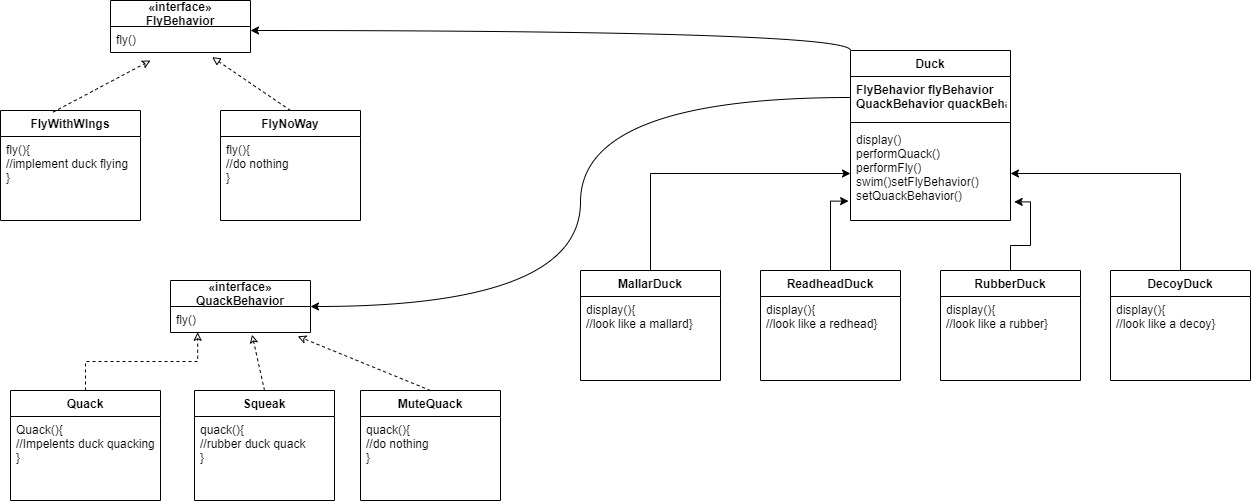 «interface»
FlyBehavior
fly()
FlyWithWIngs
fly(){
//implement duck flying
}
FlyNoWay
fly(){
//do nothing
}
Duck
FlyBehavior flyBehavior
QuackBehavior quackBeha
display()
performQuack()
performFly()
swim()setFlyBehavior()
setQuackBehavior()
«interface»
QuackBehavior
fly()
MallarDuck
display(){
//look like a mallard}
ReadheadDuck
display(){
//look like a redhead}
RubberDuck
display(){
//look like a rubber}
DecoyDuck
display(){
//look like a decoy}
Quack
Quack(){
//Impelents duck quacking
}
Squeak
quack(){
//rubber duck quack
}
MuteQuack
quack(){
//do nothing
}